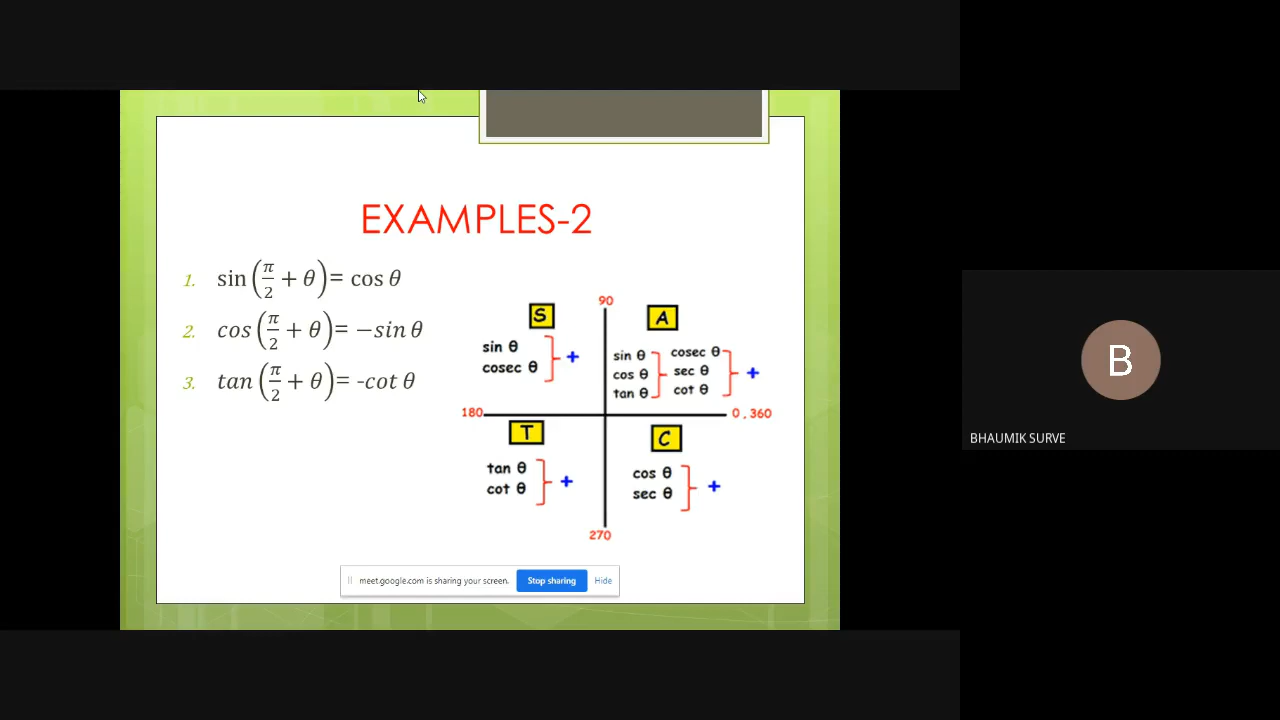 EXAMPLES-2
1. sin (π/2 + θ)= cos θ
2. cos (π/2 + θ)= −sin θ
3. tan (π/2 + θ)= -cot θ
90
S
A
sin θ
cosec θ
+
sin θ
cos θ
tan θ
cosec θ
sec θ
cot θ
+
180
0 , 360
T
C
tan θ
cot θ
+
cos θ
sec θ
+
270
meet.google.com is sharing your screen.
Stop sharing
Hide
B
BHAUMIK SURVE